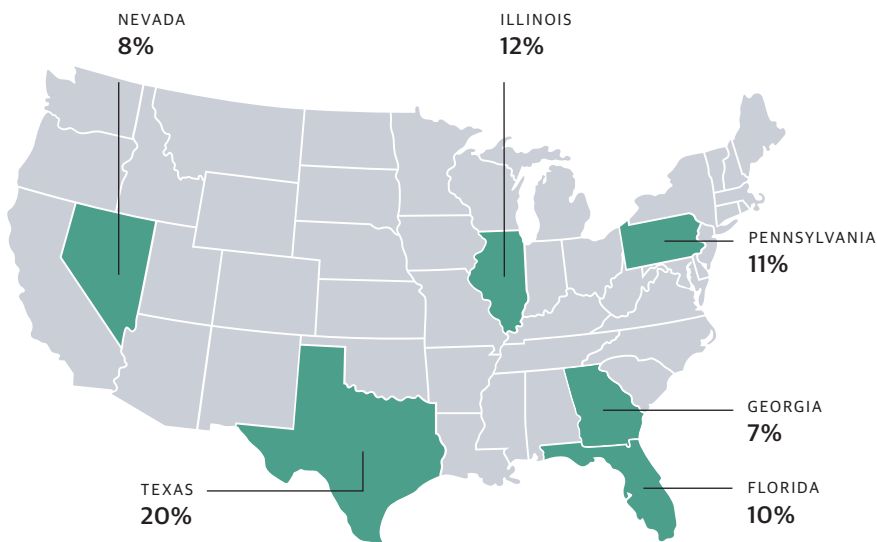 NEVADA
8%
ILLINOIS
12%
PENNSYLVANIA
11%
GEORGIA
7%
TEXAS
20%
FLORIDA
10%